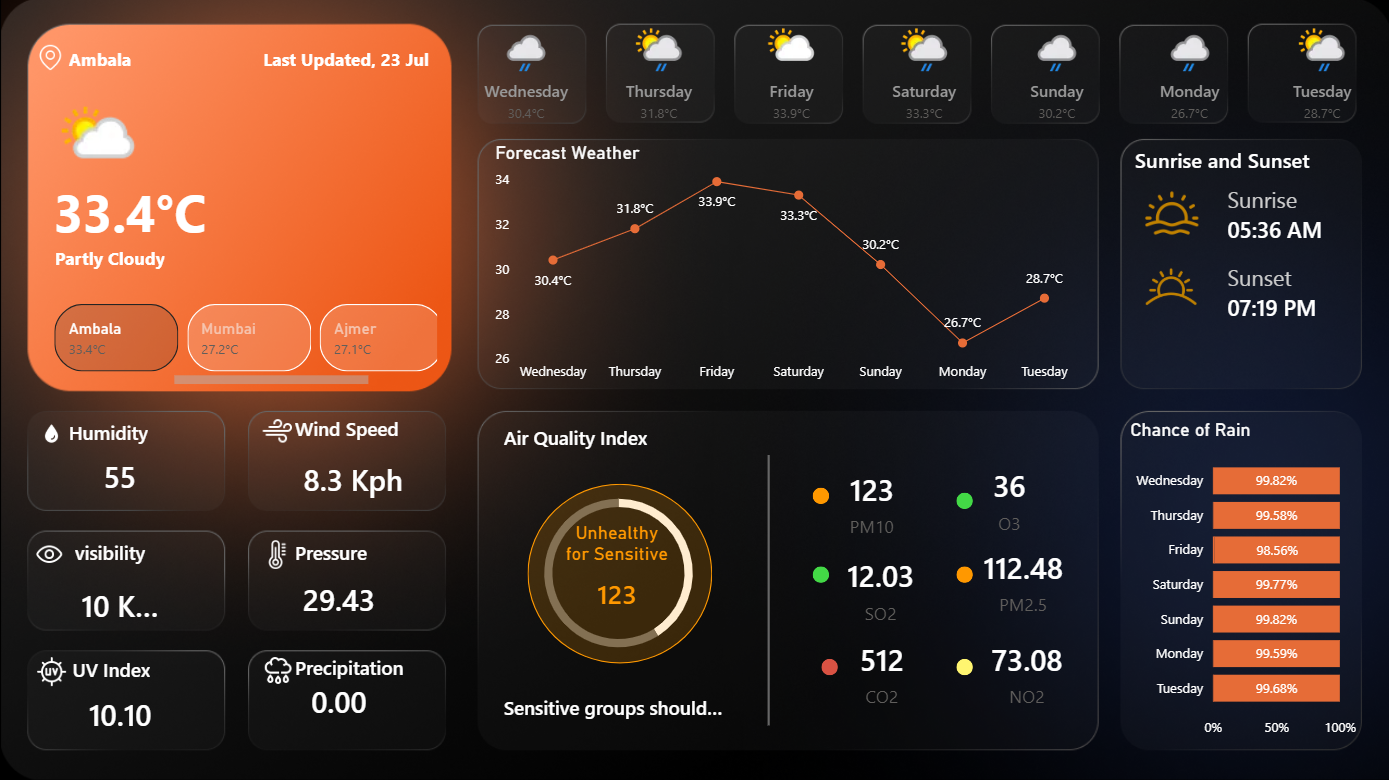 Ambala
Last Updated, 23 Jul
33.4°C
Partly Cloudy
Ambala
33.4°C
Mumbai
27.2°C
Ajmer
27.1°C
Wednesday
30.4°C
Thursday
31.8°C
Friday
33.9°C
Saturday
33.3°C
Sunday
30.2°C
Monday
26.7°C
Tuesday
28.7°C
Forecast Weather
34
32
30
28
26
30.4°C
31.8°C
33.9°C
33.3°C
30.2°C
26.7°C
28.7°C
Wednesday Thursday Friday Saturday Sunday Monday Tuesday
Sunrise and Sunset
Sunrise
05:36 AM
Sunset
07:19 PM
Humidity
55
Wind Speed
8.3 Kph
visibility
10 K...
Pressure
29.43
UV
UV Index
10.10
Precipitation
0.00
Air Quality Index
Unhealthy
for Sensitive
123
Sensitive groups should...
123
PM10
36
O3
12.03
SO2
112.48
PM2.5
512
CO2
73.08
NO2
Chance of Rain
Wednesday 99.82%
Thursday 99.58%
Friday 98.56%
Saturday 99.77%
Sunday 99.82%
Monday 99.59%
Tuesday 99.68%
0% 50% 100%